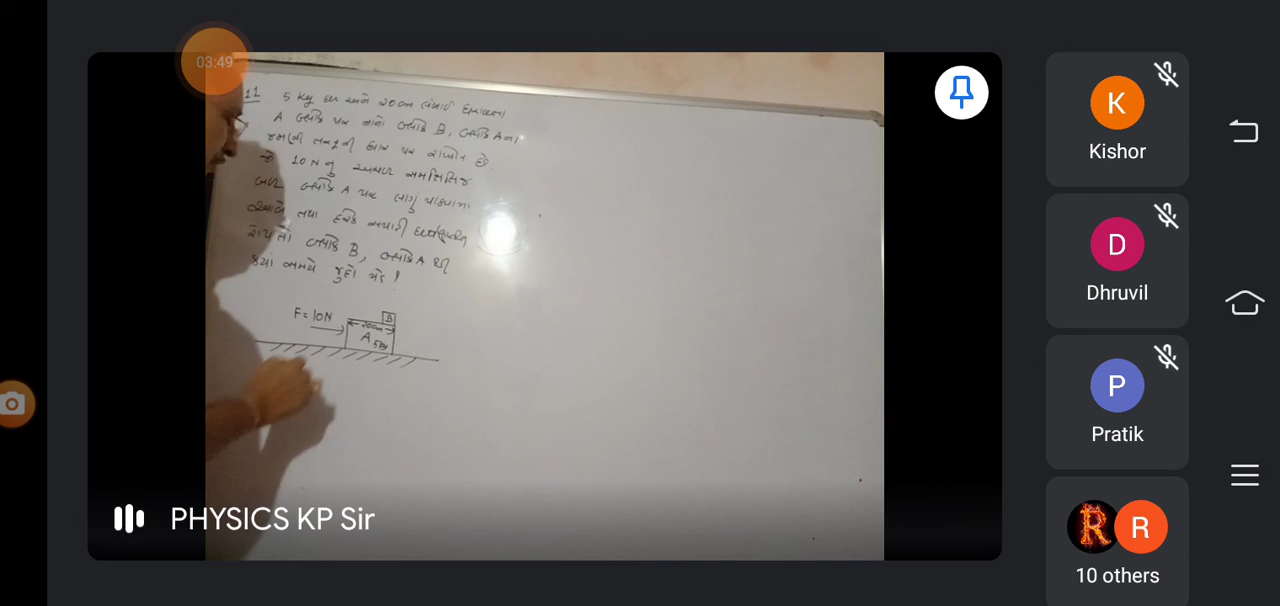 03:49
11
5 kg દળ અને 20cm લંબાઈ ધરાવતા
A બ્લોક પર નાનો બ્લોક B, બ્લોક A ના
જમણી તરફની ધાર પર રાખેલ છે.
જો 10 N નું અચળ સમક્ષિતિજ
બળ બ્લોક A પર લાગું પાડવામાં
આવે તથા દરેક સપાટી ઘર્ષણરહિત
હોય તો બ્લોક B, બ્લોક A થી
કયા સમયે જુદો પડે !
F = 10N
B
20cm
A 5kg
PHYSICS KP Sir
K
Kishor
D
Dhruvil
P
Pratik
R R
10 others